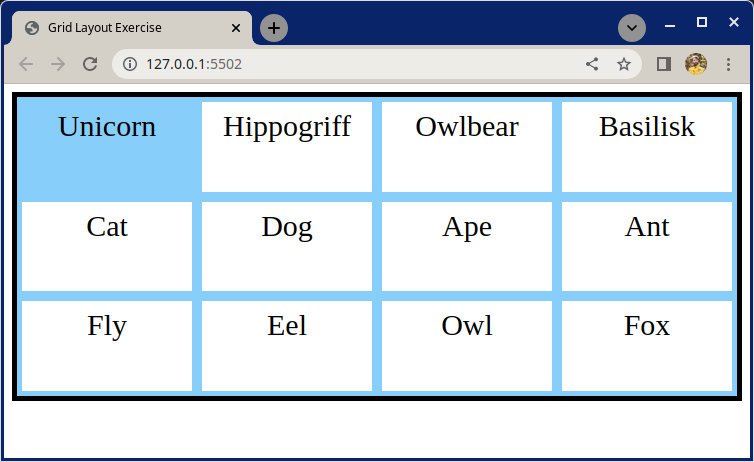 Grid Layout Exercise
127.0.0.1:5502
Unicorn Hippogriff Owlbear Basilisk
Cat Dog Ape Ant
Fly Eel Owl Fox